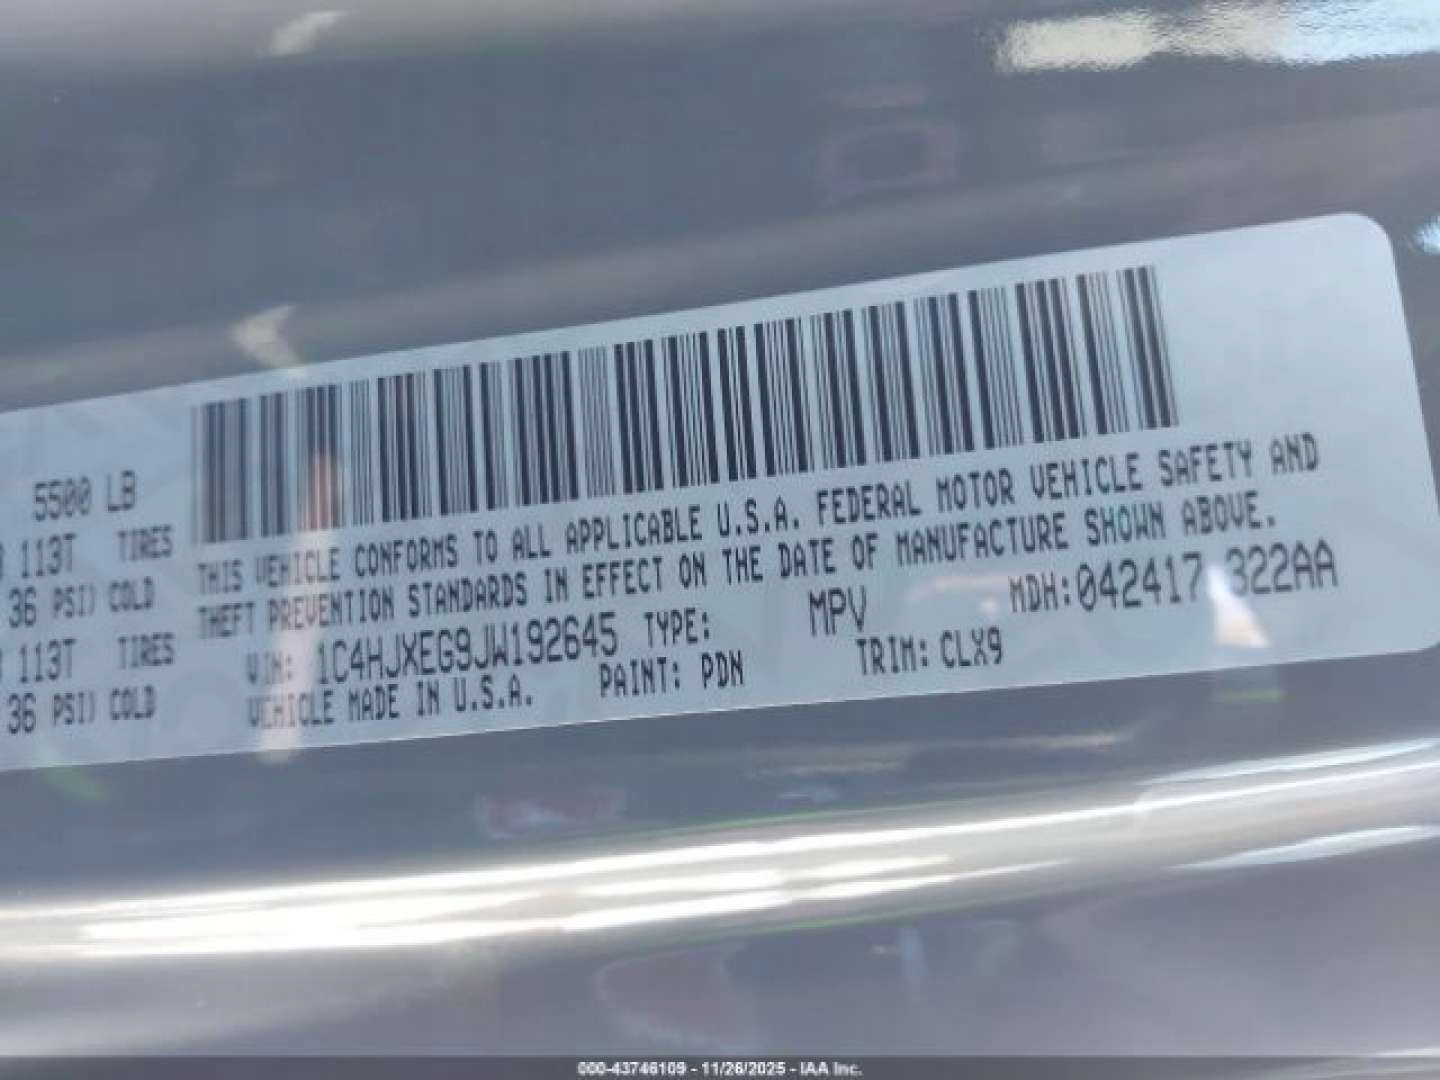 5500 LB
113T TIRES
36 PSI) COLD
113T TIRES
36 PSI) COLD
THIS VEHICLE CONFORMS TO ALL APPLICABLE U.S.A. FEDERAL MOTOR VEHICLE SAFETY AND
THEFT PREVENTION STANDARDS IN EFFECT ON THE DATE OF MANUFACTURE SHOWN ABOVE.
VIN: 1C4HJXEG9JW192645 TYPE: MPV MDH:042417 322AA
VEHICLE MADE IN U.S.A. PAINT: PDN TRIM: CLX9
000-43746109 - 11/26/2025 - IAA Inc.